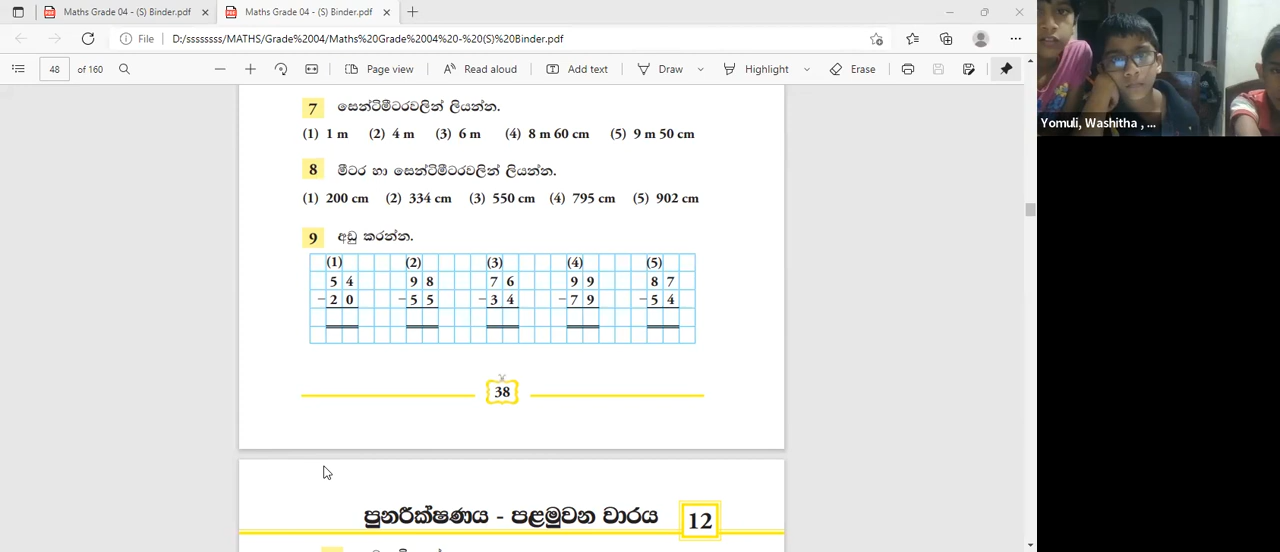 Maths Grade 04 - (S) Binder.pdf
Maths Grade 04 - (S) Binder.pdf
File D:/ssssssss/MATHS/Grade%2004/Maths%20Grade%2004%20-%20(S)%20Binder.pdf
48 of 160 Page view Read aloud Add text Draw Highlight Erase
Yomuli, Washitha , ...
7 සෙන්ටිමීටරවලින් ලියන්න.
(1) 1 m (2) 4 m (3) 6 m (4) 8 m 60 cm (5) 9 m 50 cm
8 මීටර හා සෙන්ටිමීටරවලින් ලියන්න.
(1) 200 cm (2) 334 cm (3) 550 cm (4) 795 cm (5) 902 cm
9 අඩු කරන්න.
(1) (2) (3) (4) (5)
5 4 9 8 7 6 9 9 8 7
−2 0 −5 5 −3 4 −7 9 −5 4
38
පුනරීක්ෂණය - පළමුවන වාරය 12